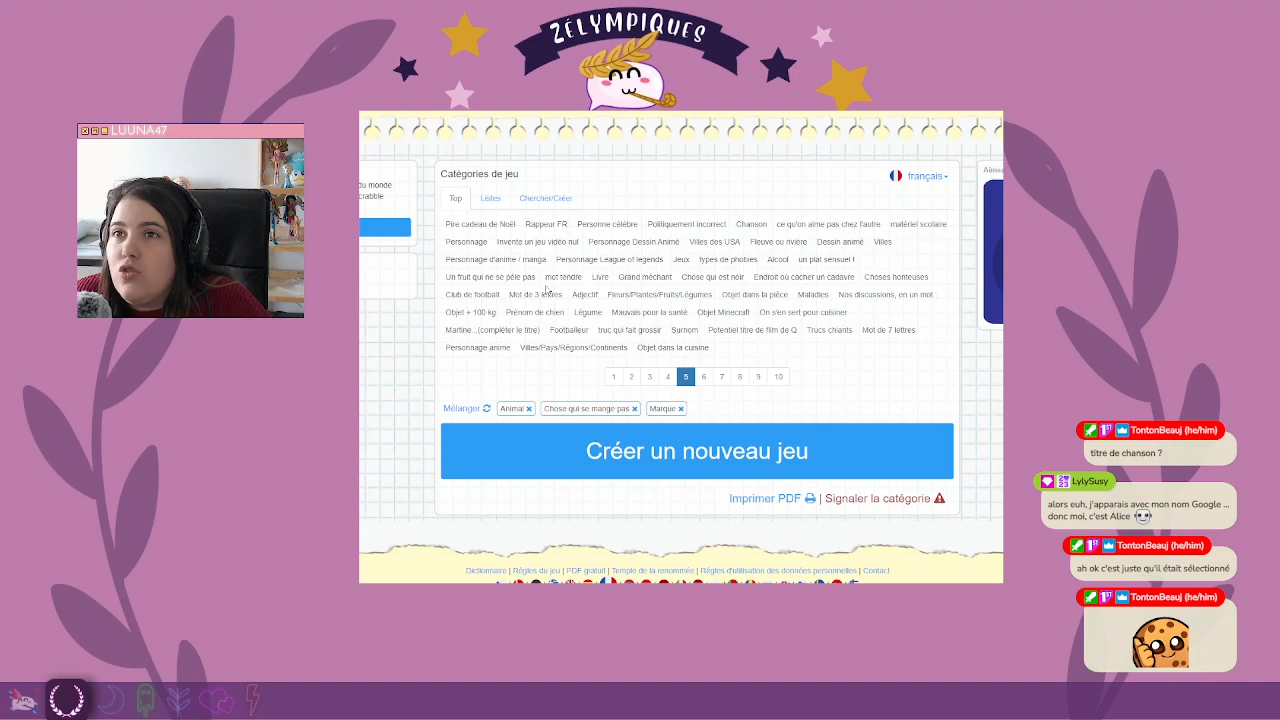 ZÉLYMPIQUES
LUUNA47
du monde
crabble
Catégories de jeu
français
Top Listes Chercher/Créer
Pire cadeau de Noël Rappeur FR Personne célèbre Politiquement incorrect Chanson ce qu'on aime pas chez l'autre matériel scolaire
Personnage Invente un jeu vidéo nul Personnage Dessin Animé Villes des USA Fleuve ou rivière Dessin animé Villes
Personnage d'anime / manga Personnage League of legends Jeux types de phobies Alcool un plat sensuel !
Un fruit qui ne se pèle pas mot tendre Livre Grand méchant Chose qui est noir Endroit où cacher un cadavre Choses honteuses
Club de football Mot de 3 lettres Adjectif Fleurs/Plantes/Fruits/Légumes Objet dans la pièce Maladies Nos discussions, en un mot :
Objet + 100 kg Prénom de chien Légume Mauvais pour la santé Objet Minecraft On s'en sert pour cuisiner
Martine...(compléter le titre) Footballeur truc qui fait grossir Surnom Potentiel titre de film de Q Trucs chiants Mot de 7 lettres
Personnage anime Villes/Pays/Régions/Continents Objet dans la cuisine
1 2 3 4 5 6 7 8 9 10
Mélanger Animal Chose qui se mange pas Marque
Créer un nouveau jeu
Imprimer PDF | Signaler la catégorie
Dictionnaire | Règles du jeu | PDF gratuit | Temple de la renommée | Règles d'utilisation des données personnelles | Contact
Aimez
TontonBeauj (he/him)
titre de chanson ?
LylySusy
alors euh, j'apparais avec mon nom Google ...
donc moi, c'est Alice
TontonBeauj (he/him)
ah ok c'est juste qu'il était sélectionné
TontonBeauj (he/him)